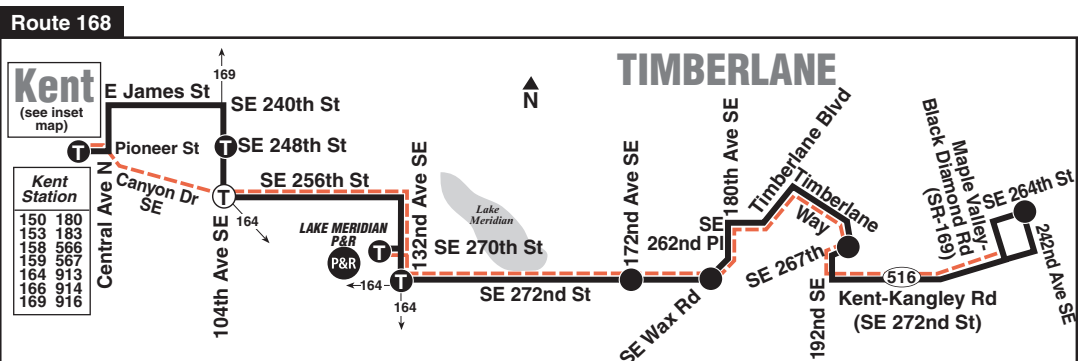 Route 168
Kent
(see inset
map)
E James St
169
SE 240th St
TIMBERLANE
N
T
Pioneer St
T
SE 248th St
Canyon Dr
SE
SE 256th St
T
164
Kent
Station
150 180
153 183
158 566
159 567
164 913
166 914
169 916
Central Ave N
104th Ave SE
LAKE MERIDIAN
P&R
P&R
T
132nd Ave SE
Lake
Meridian
SE 270th St
164
T
164
SE 272nd St
172nd Ave SE
SE Wax Rd
180th Ave SE
SE
262nd Pl
Timberlane Blvd
Timberlane
Way
SE 267th
192nd SE
516
Kent-Kangley Rd
(SE 272nd St)
Maple Valley-
Black Diamond Rd
(SR-169)
SE 264th St
242nd Ave SE